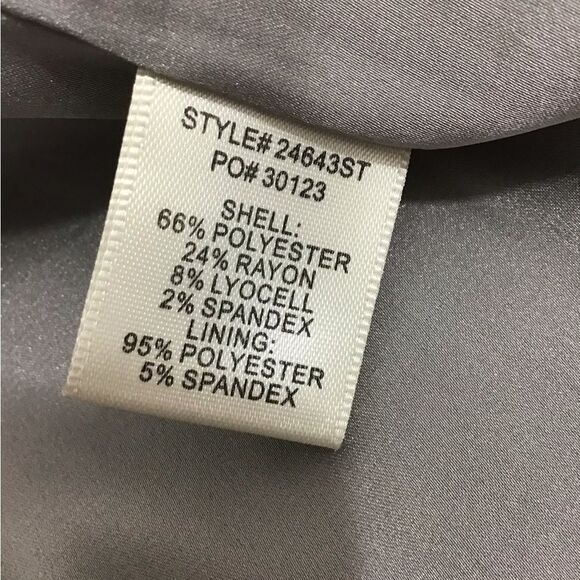 STYLE# 24643ST
PO# 30123
SHELL:
66% POLYESTER
24% RAYON
8% LYOCELL
2% SPANDEX
LINING:
95% POLYESTER
5% SPANDEX